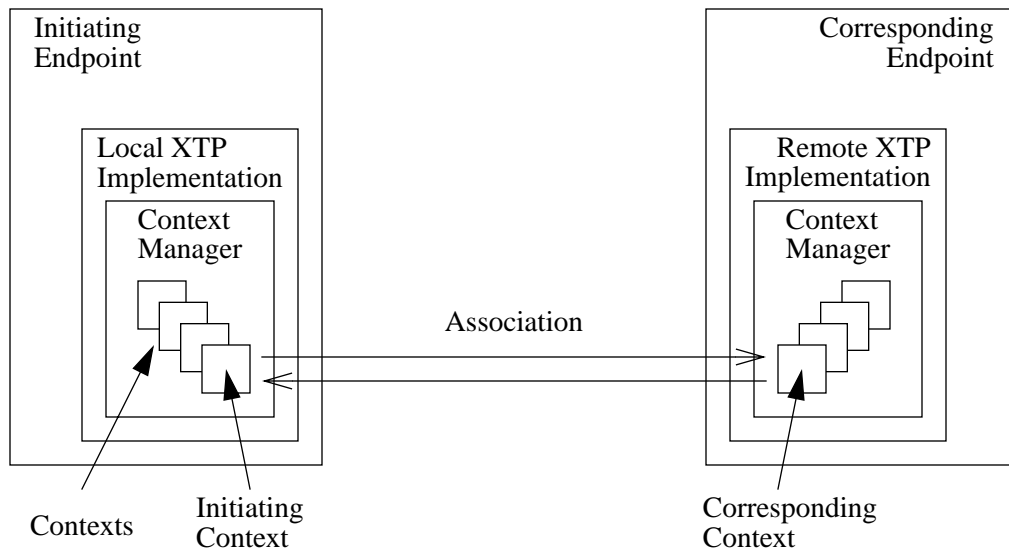 Initiating
Endpoint
Corresponding
Endpoint
Local XTP
Implementation
Remote XTP
Implementation
Context
Manager
Context
Manager
Association
Contexts
Initiating
Context
Corresponding
Context